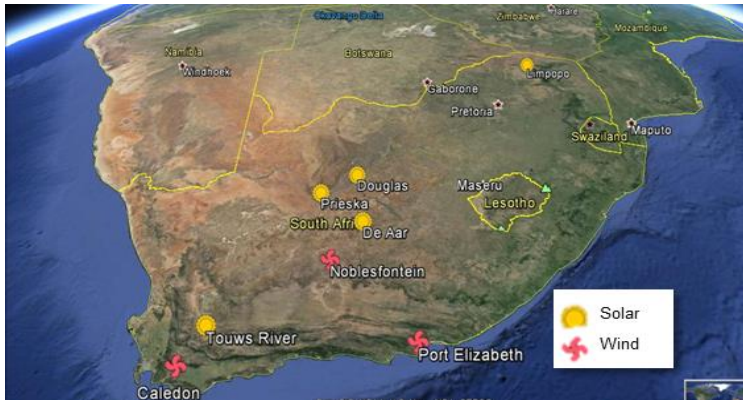 Okavango Delta
Zimbabwe
Harare
Mozambique
Namibia
Windhoek
Botswana
Limpopo
Gaborone
Pretoria
Swaziland
Maputo
Douglas
Maseru
Prieska
Lesotho
South Afri
De Aar
Noblesfontein
Solar
Touws River
Wind
Port Elizabeth
Caledon